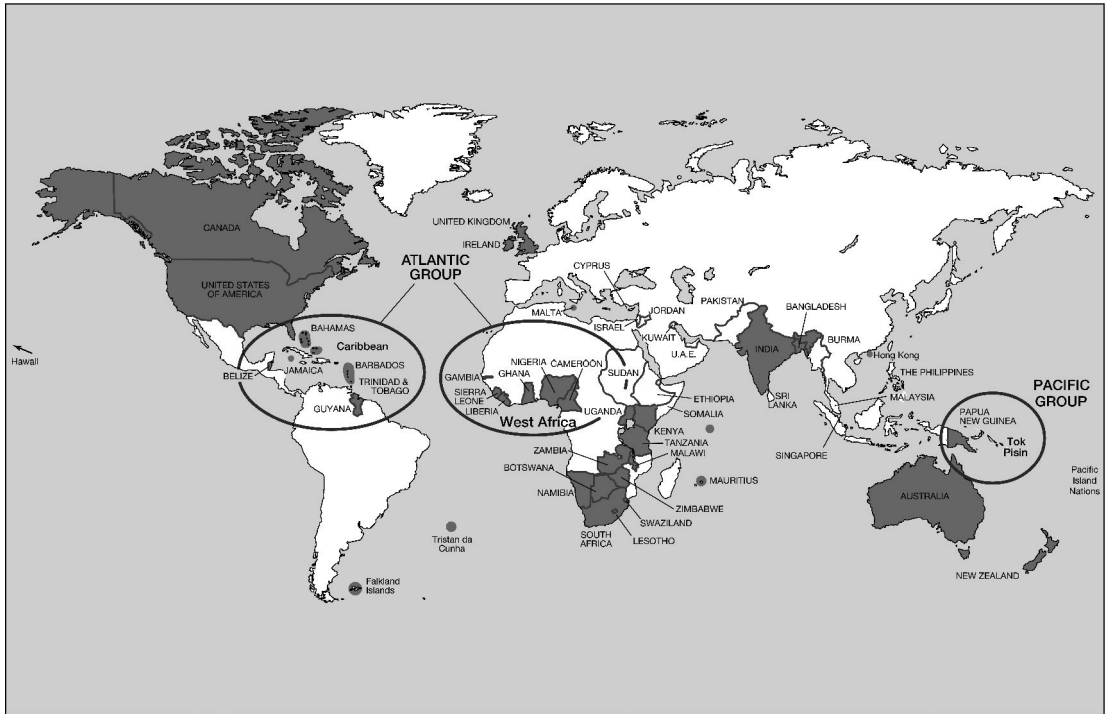 CANADA
UNITED STATES
OF AMERICA
Hawaii
ATLANTIC
GROUP
BAHAMAS
Caribbean
BELIZE
JAMAICA
BARBADOS
TRINIDAD &
TOBAGO
GUYANA
Tristan da
Cunha
Falkland
Islands
UNITED KINGDOM
IRELAND
CYPRUS
MALTA
ISRAEL
JORDAN
KUWAIT
U.A.E.
PAKISTAN
BANGLADESH
INDIA
BURMA
Hong Kong
THE PHILIPPINES
SRI
LANKA
MALAYSIA
SINGAPORE
NIGERIA
CAMEROÖN
GHANA
GAMBIA
SIERRA
LEONE
LIBERIA
West Africa
SUDAN
ETHIOPIA
SOMALIA
UGANDA
KENYA
TANZANIA
MALAWI
ZAMBIA
BOTSWANA
NAMIBIA
MAURITIUS
ZIMBABWE
SWAZILAND
LESOTHO
SOUTH
AFRICA
PACIFIC
GROUP
PAPUA
NEW GUINEA
Tok
Pisin
Pacific
Island
Nations
AUSTRALIA
NEW ZEALAND